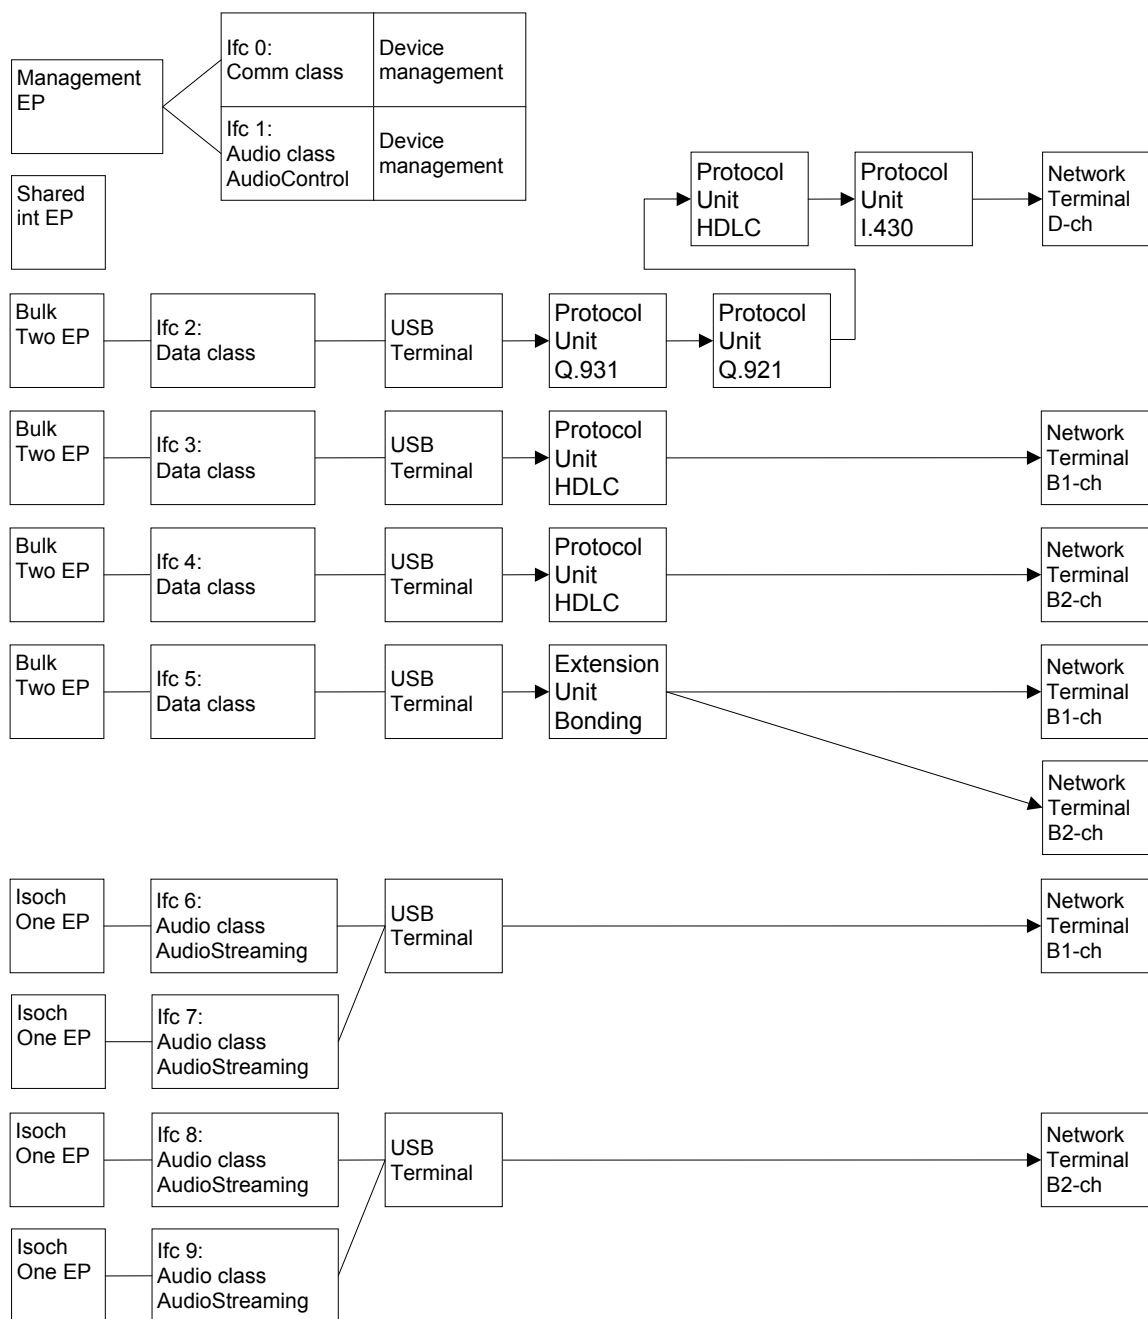 Management
EP
Ifc 0:
Comm class
Device
management
Ifc 1:
Audio class
AudioControl
Device
management
Shared
int EP
Protocol
Unit
HDLC
Protocol
Unit
I.430
Network
Terminal
D-ch
Bulk
Two EP
Ifc 2:
Data class
USB
Terminal
Protocol
Unit
Q.931
Protocol
Unit
Q.921
Bulk
Two EP
Ifc 3:
Data class
USB
Terminal
Protocol
Unit
HDLC
Network
Terminal
B1-ch
Bulk
Two EP
Ifc 4:
Data class
USB
Terminal
Protocol
Unit
HDLC
Network
Terminal
B2-ch
Bulk
Two EP
Ifc 5:
Data class
USB
Terminal
Extension
Unit
Bonding
Network
Terminal
B1-ch
Network
Terminal
B2-ch
Isoch
One EP
Ifc 6:
Audio class
AudioStreaming
USB
Terminal
Network
Terminal
B1-ch
Isoch
One EP
Ifc 7:
Audio class
AudioStreaming
Isoch
One EP
Ifc 8:
Audio class
AudioStreaming
USB
Terminal
Network
Terminal
B2-ch
Isoch
One EP
Ifc 9:
Audio class
AudioStreaming